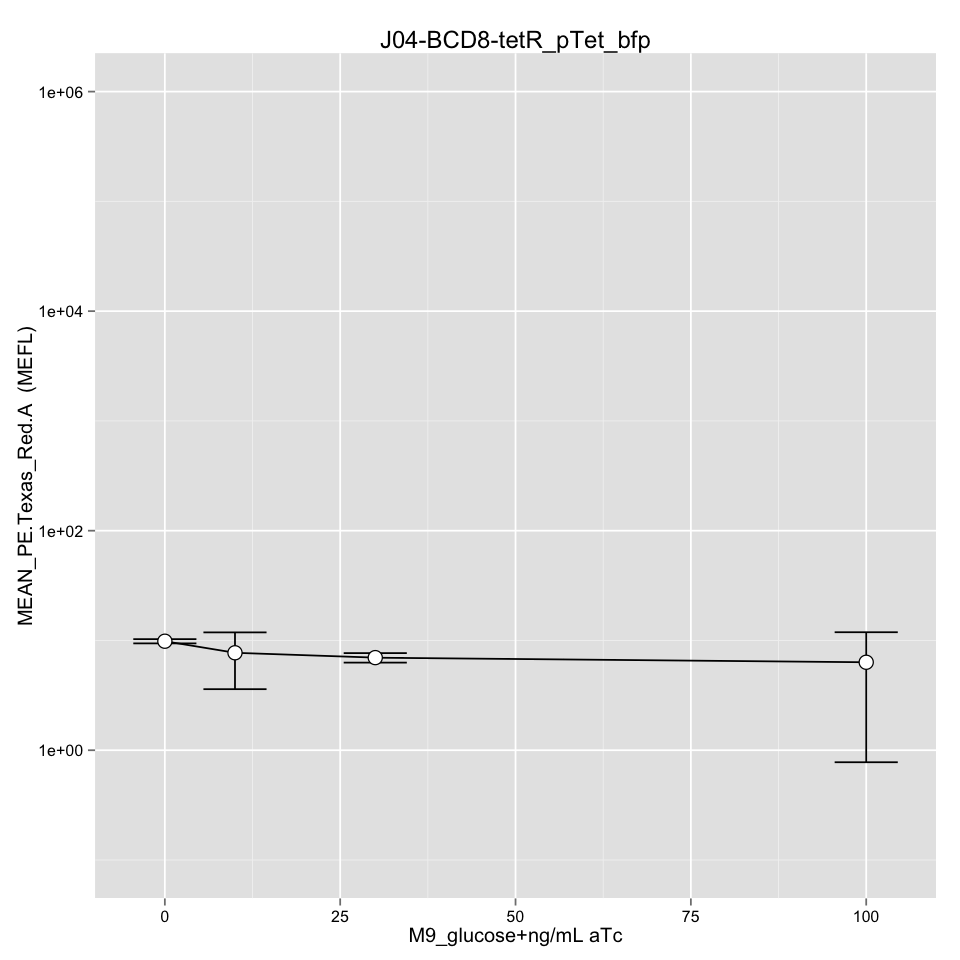 J04-BCD8-tetR_pTet_bfp
MEAN_PE.Texas_Red.A  (MEFL)
1e+06
1e+04
1e+02
1e+00
0 25 50 75 100
M9_glucose+ng/mL aTc